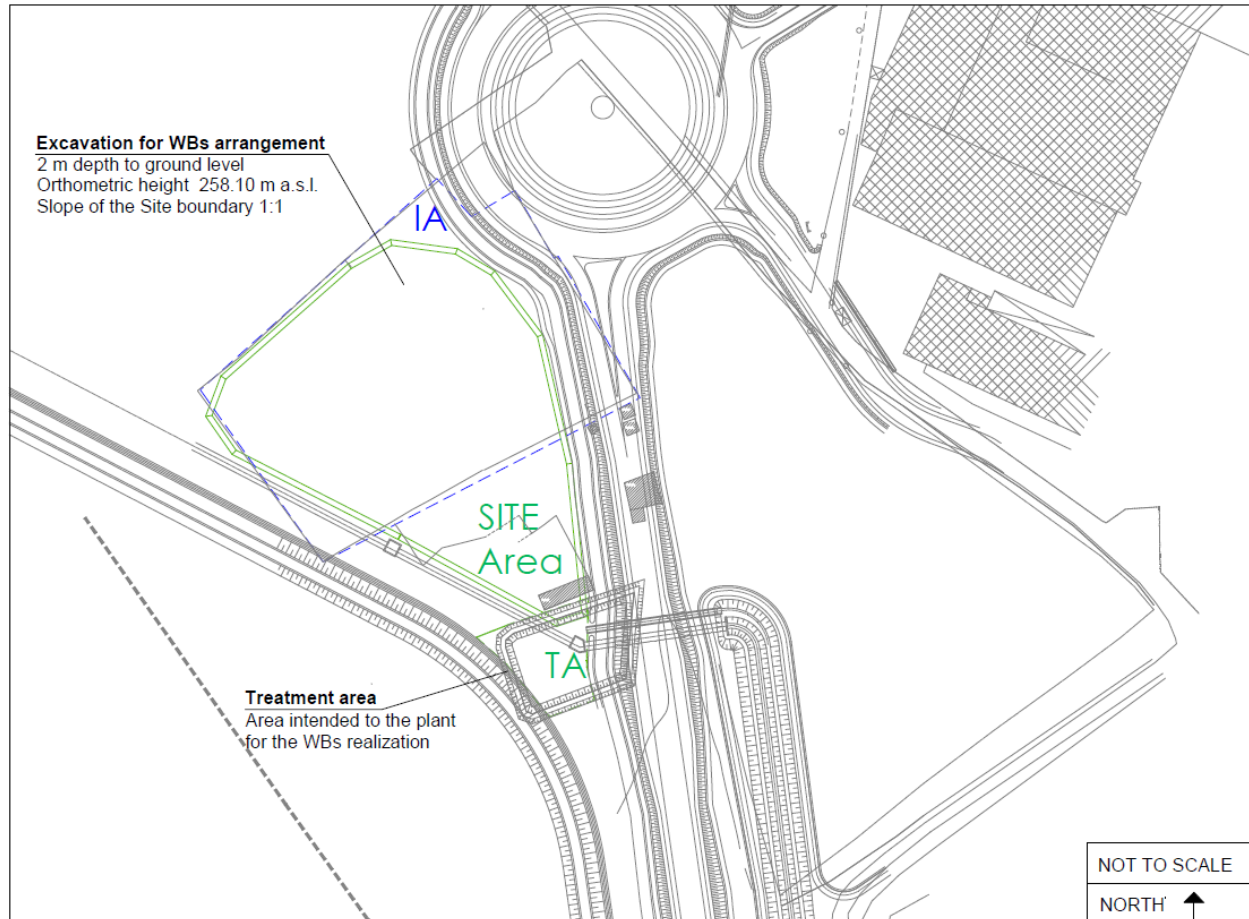 Excavation for WBs arrangement
2 m depth to ground level
Orthometric height 258.10 m a.s.l.
Slope of the Site boundary 1:1
IA
SITE
Area
TA
Treatment area
Area intended to the plant
for the WBs realization
NOT TO SCALE
NORTH